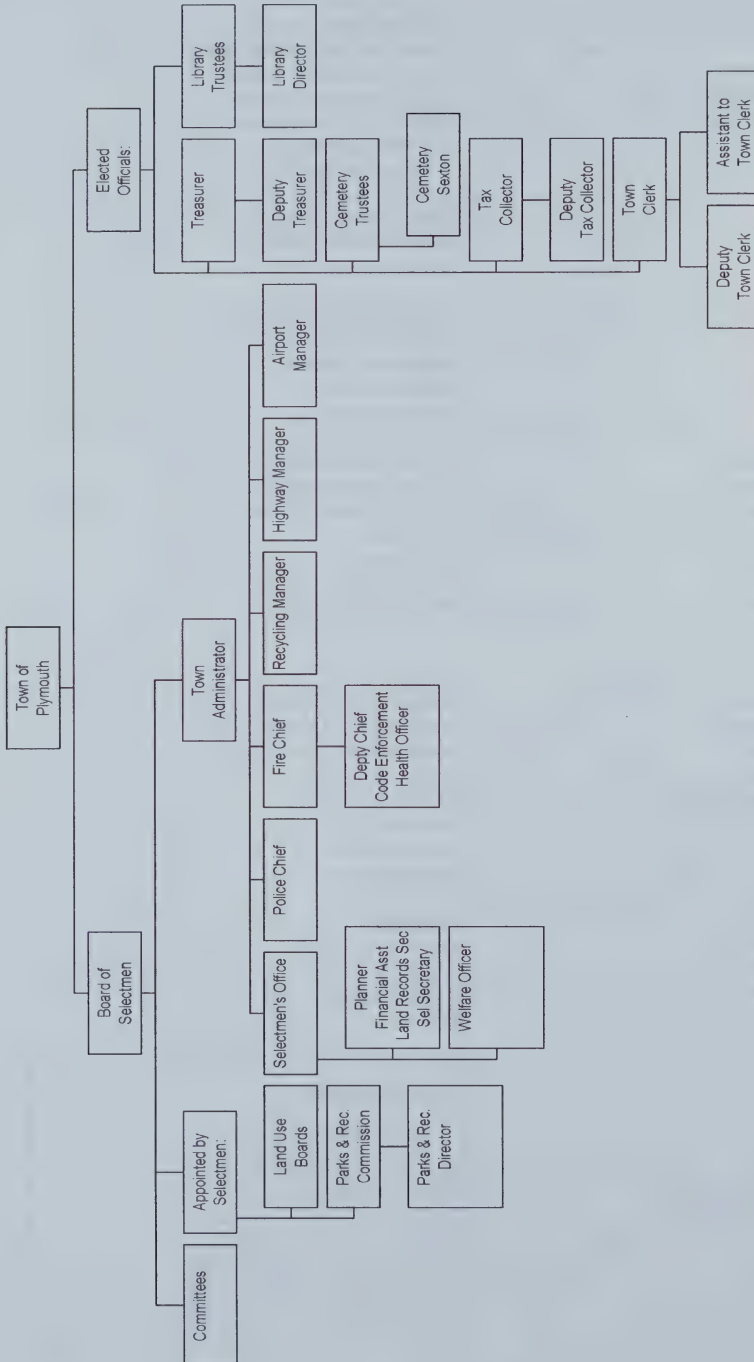 Town of
Plymouth
Board of
Selectmen
Elected
Officials:
Committees
Appointed by
Selectmen:
Land Use
Boards
Parks & Rec.
Commission
Parks & Rec.
Director
Town
Administrator
Selectmen's Office
Planner
Financial Asst
Land Records Sec
Sel Secretary
Welfare Officer
Police Chief
Fire Chief
Depty Chief
Code Enforcement
Health Officer
Recycling Manager
Highway Manager
Airport
Manager
Treasurer
Deputy
Treasurer
Cemetery
Trustees
Cemetery
Sexton
Tax
Collector
Deputy
Tax Collector
Town
Clerk
Deputy
Town Clerk
Assistant to
Town Clerk
Library
Trustees
Library
Director